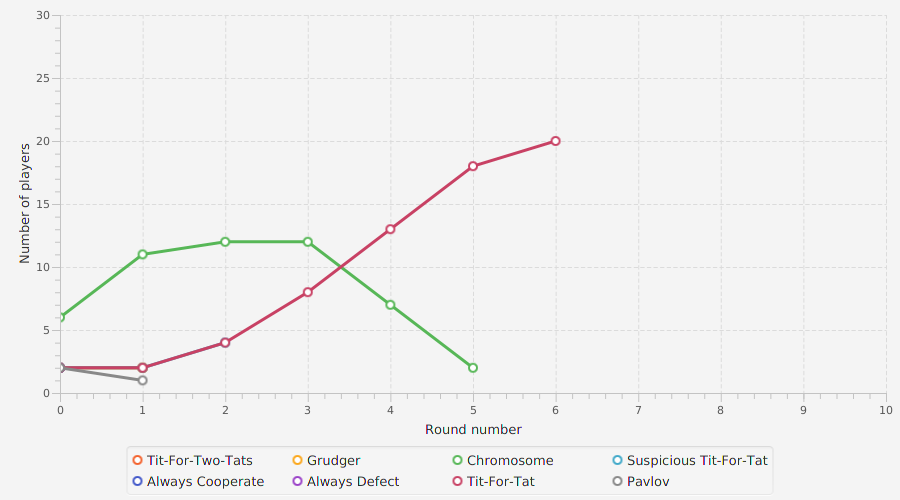 30
25
20
15
10
5
0
Number of players
0 1 2 3 4 5 6 7 8 9 10
Round number
Tit-For-Two-Tats Grudger Chromosome Suspicious Tit-For-Tat
Always Cooperate Always Defect Tit-For-Tat Pavlov